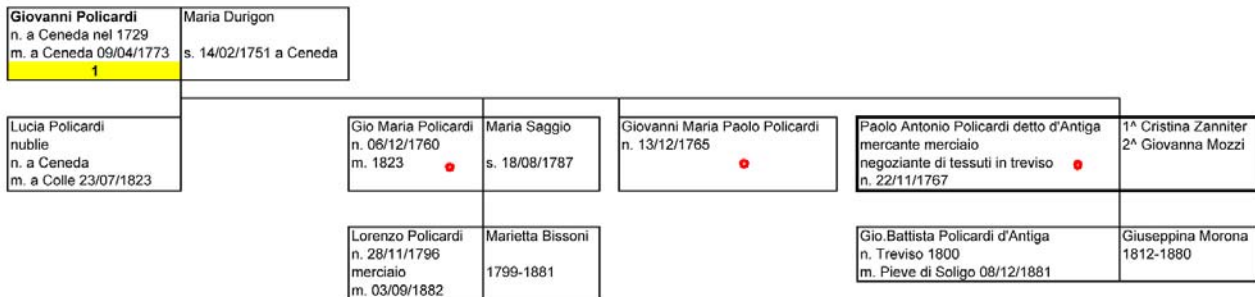 Giovanni Policardi
n. a Ceneda nel 1729
m. a Ceneda 09/04/1773
1
Maria Durigon
s. 14/02/1751 a Ceneda
Lucia Policardi
nublie
n. a Ceneda
m. a Colle 23/07/1823
Gio Maria Policardi
n. 06/12/1760
m. 1823
Maria Saggio
s. 18/08/1787
Giovanni Maria Paolo Policardi
n. 13/12/1765
Paolo Antonio Policardi detto d'Antiga
mercante merciaio
negoziante di tessuti in treviso
n. 22/11/1767
1^ Cristina Zanniter
2^ Giovanna Mozzi
Lorenzo Policardi
n. 28/11/1796
merciaio
m. 03/09/1882
Marietta Bissoni
1799-1881
Gio.Battista Policardi d'Antiga
n. Treviso 1800
m. Pieve di Soligo 08/12/1881
Giuseppina Morona
1812-1880